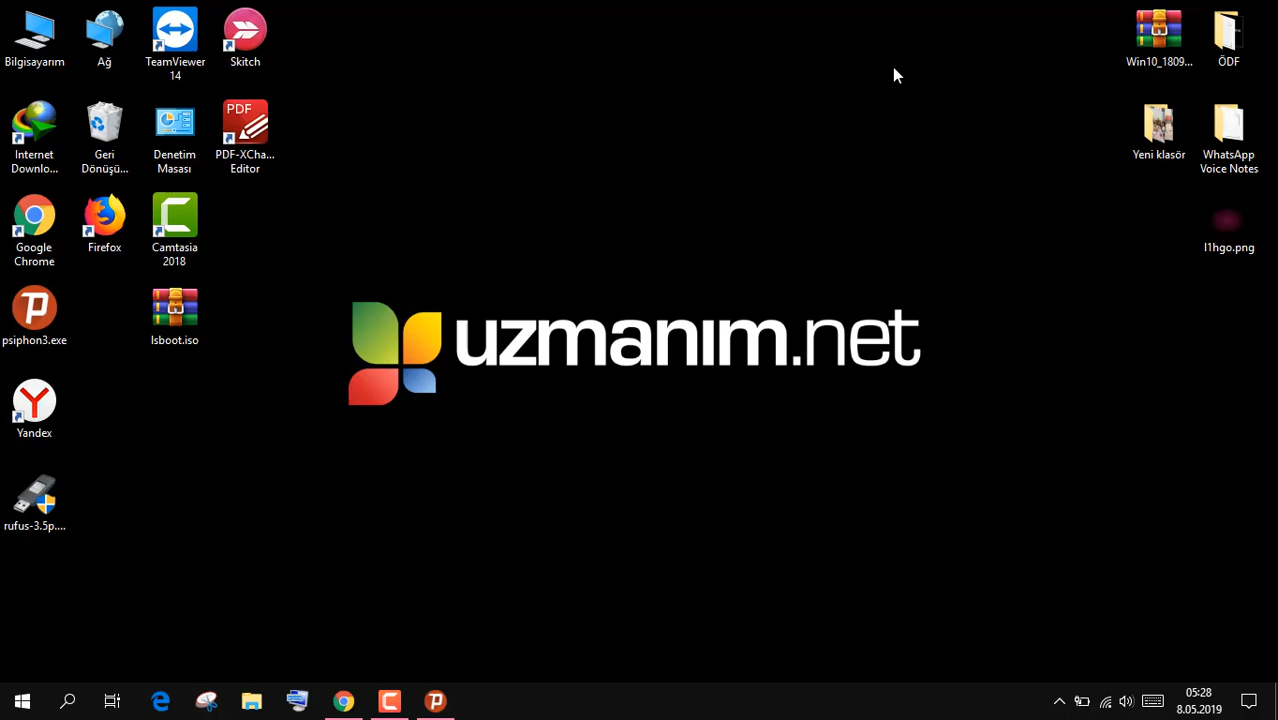 Bilgisayarım
Ağ
TeamViewer
14
Skitch
Internet
Downlo...
Geri
Dönüşü...
Denetim
Masası
PDF
PDF-XCha...
Editor
Google
Chrome
Firefox
Camtasia
2018
psiphon3.exe
lsboot.iso
Yandex
rufus-3.5p....
Win10_1809...
ÖDF
Yeni klasör
WhatsApp
Voice Notes
l1hgo.png
uzmanım.net
05:28
8.05.2019